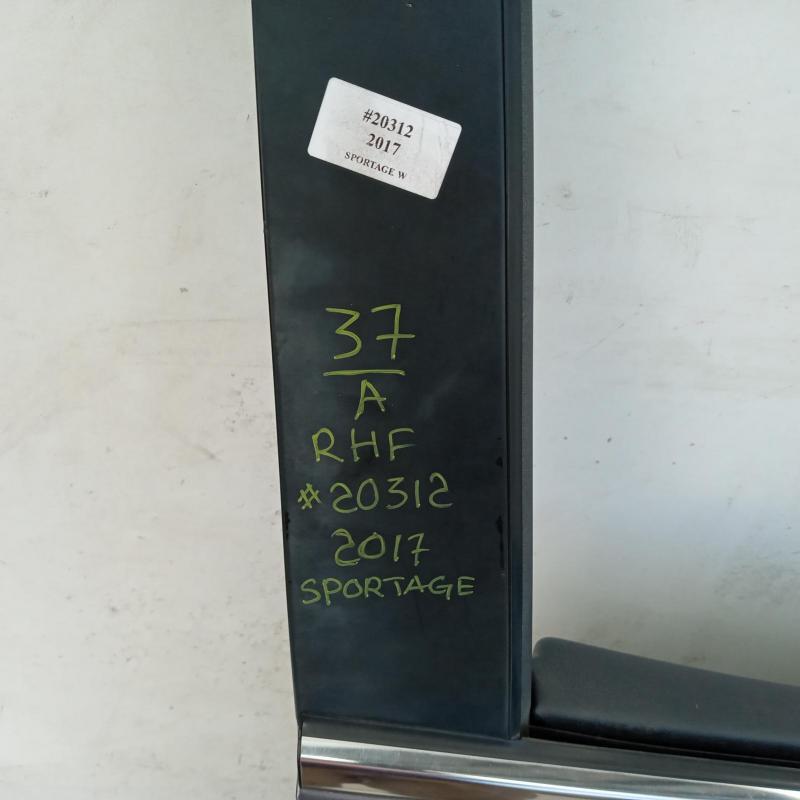 #20312
2017
SPORTAGE W
37
A
RHF
#20312
2017
SPORTAGE